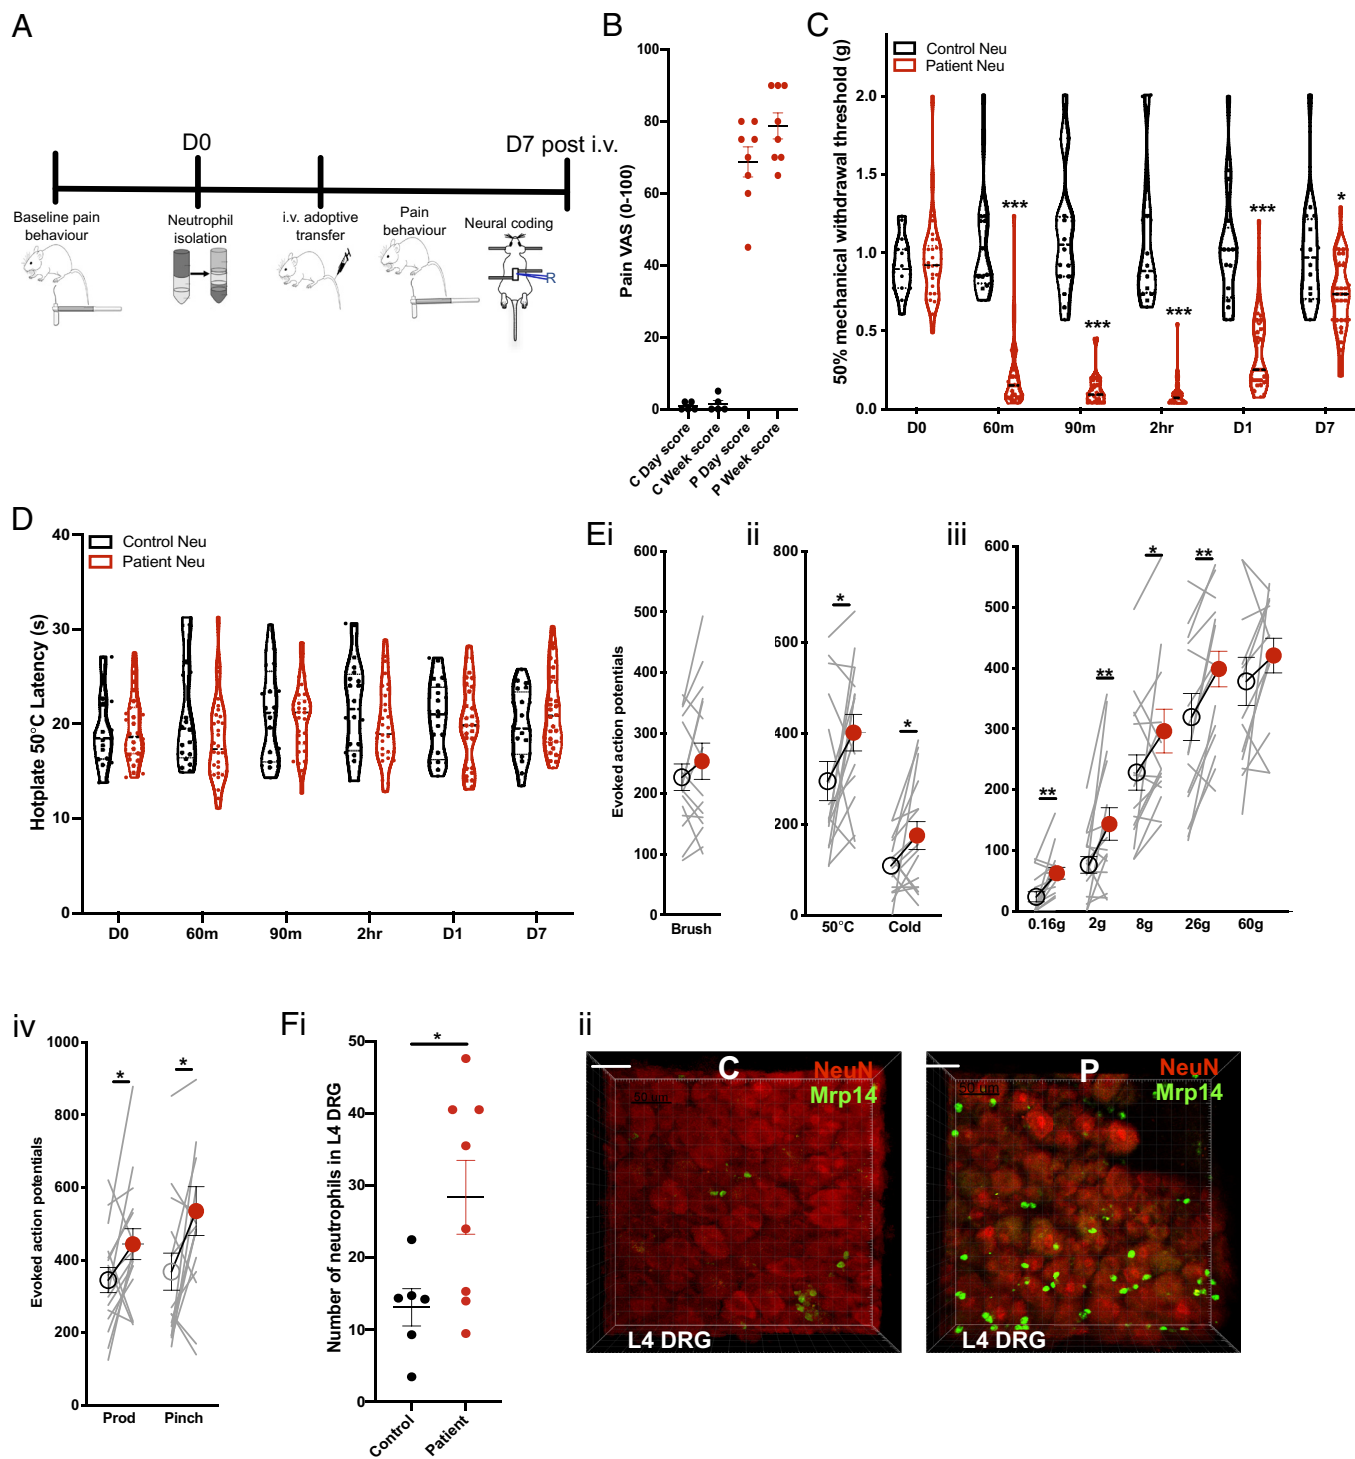 A
D0
D7 post i.v.
Baseline pain
behaviour
Neutrophil
isolation
i.v. adoptive
transfer
Pain
behaviour
Neural coding
R
B
Pain VAS (0-100)
100
80
60
40
20
0
C Day score
C Week score
P Day score
P Week score
C
Control Neu
Patient Neu
50% mechanical withdrawal threshold (g)
2.0
1.5
1.0
0.5
0.0
***
***
***
***
*
D0
60m
90m
2hr
D1
D7
D
Control Neu
Patient Neu
Hotplate 50°C Latency (s)
40
30
20
10
0
D0
60m
90m
2hr
D1
D7
Ei
Evoked action potentials
600
500
400
300
200
100
0
Brush
ii
800
600
400
200
0
*
*
50°C
Cold
iii
600
500
400
300
200
100
0
**
**
*
**
0.16g
2g
8g
26g
60g
iv
Evoked action potentials
1000
800
600
400
200
0
*
*
Prod
Pinch
Fi
Number of neutrophils in L4 DRG
50
40
30
20
10
0
*
Control
Patient
ii
C
NeuN
Mrp14
50 um
L4 DRG
P
NeuN
Mrp14
50 um
L4 DRG